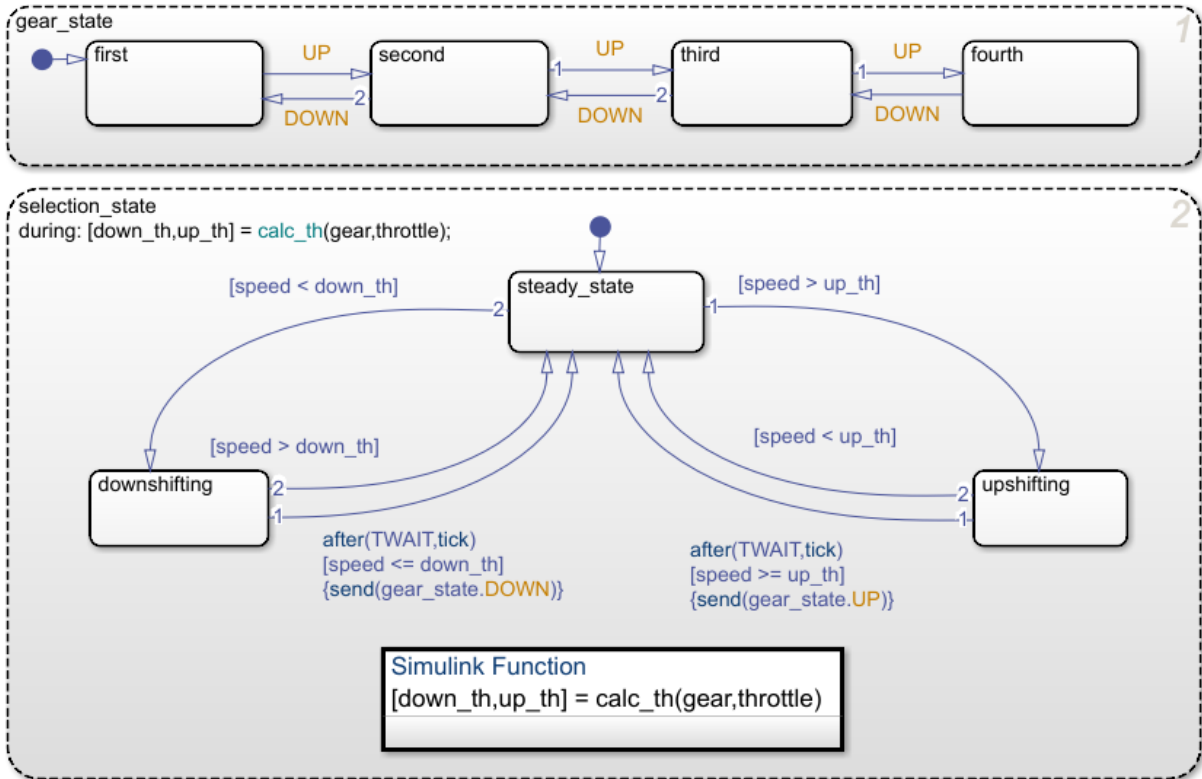 gear_state
1
first
UP
second
UP
third
UP
fourth
1
1
2
2
DOWN
DOWN
DOWN
selection_state
2
during: [down_th,up_th] = calc_th(gear,throttle);
[speed < down_th]
steady_state
[speed > up_th]
2
1
[speed > down_th]
[speed < up_th]
downshifting
2
1
upshifting
2
1
after(TWAIT,tick)
[speed <= down_th]
{send(gear_state.DOWN)}
after(TWAIT,tick)
[speed >= up_th]
{send(gear_state.UP)}
Simulink Function
[down_th,up_th] = calc_th(gear,throttle)